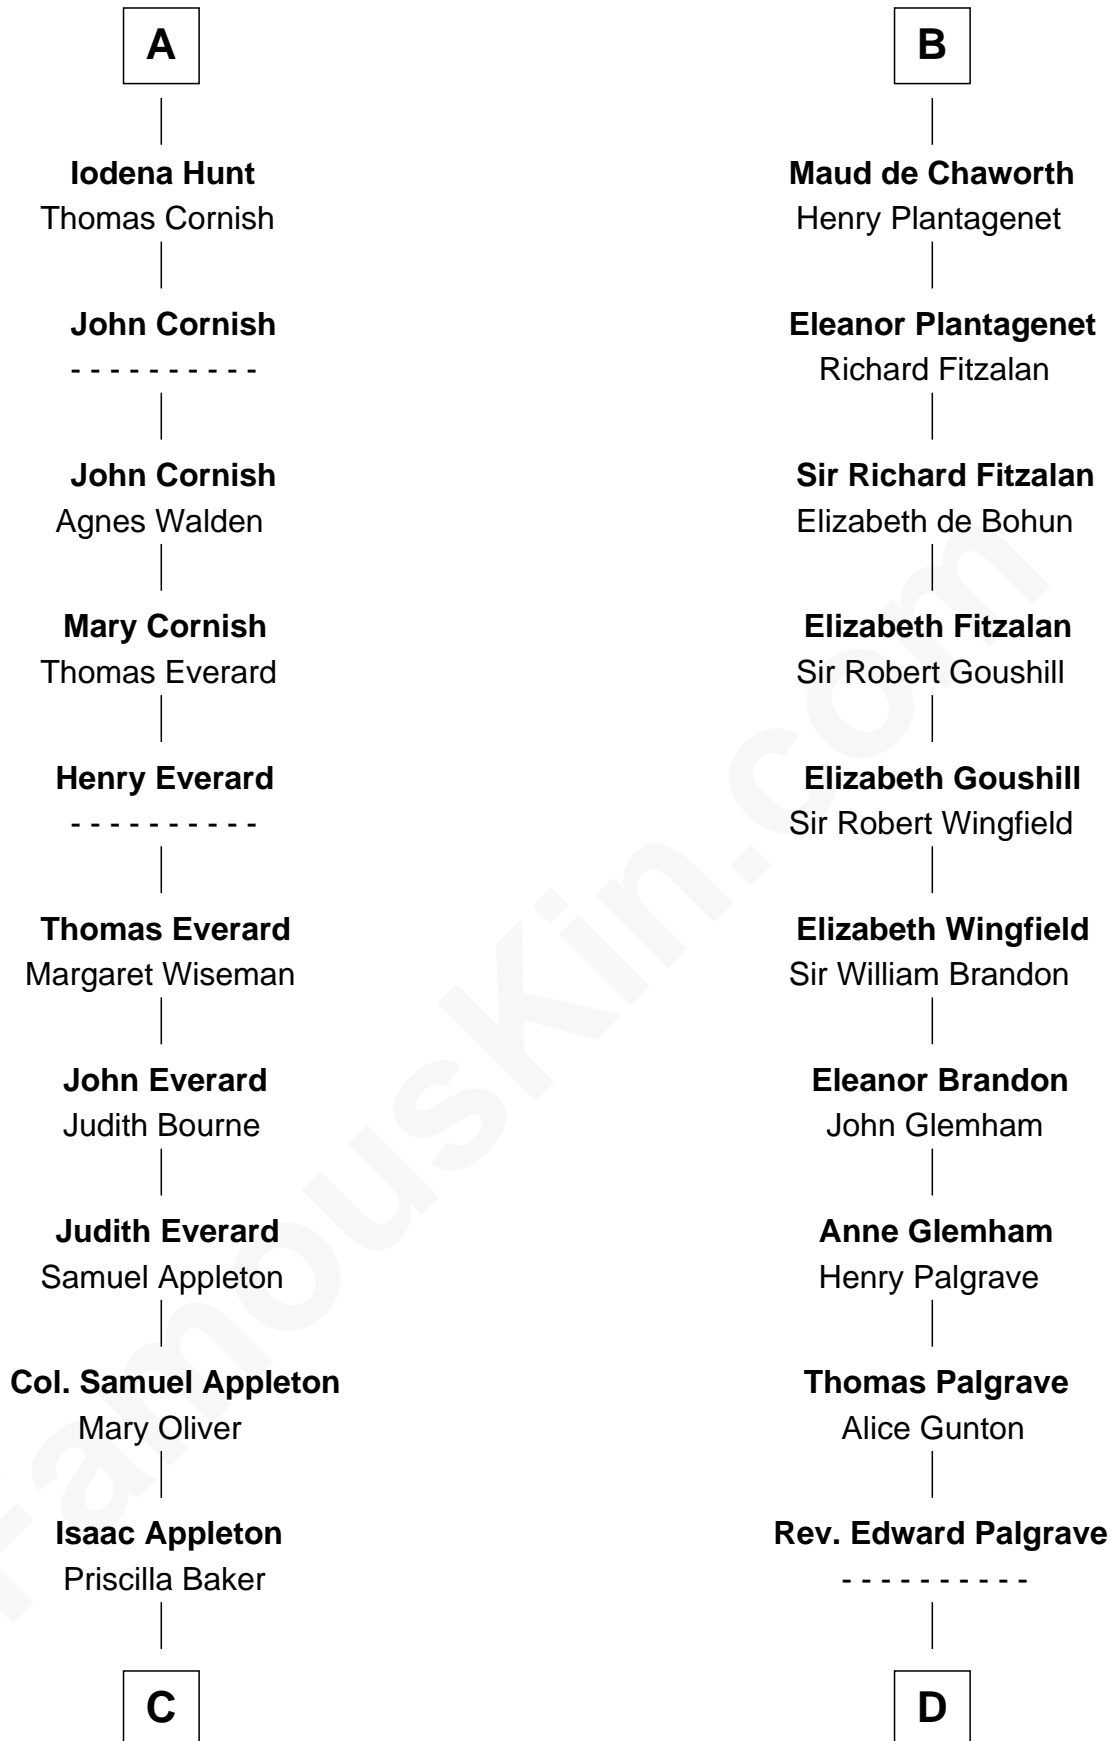 A
Iodena Hunt
Thomas Cornish
John Cornish
- - - - - - - - - -
John Cornish
Agnes Walden
Mary Cornish
Thomas Everard
Henry Everard
- - - - - - - - - -
Thomas Everard
Margaret Wiseman
John Everard
Judith Bourne
Judith Everard
Samuel Appleton
Col. Samuel Appleton
Mary Oliver
Isaac Appleton
Priscilla Baker
C
B
Maud de Chaworth
Henry Plantagenet
Eleanor Plantagenet
Richard Fitzalan
Sir Richard Fitzalan
Elizabeth de Bohun
Elizabeth Fitzalan
Sir Robert Goushill
Elizabeth Goushill
Sir Robert Wingfield
Elizabeth Wingfield
Sir William Brandon
Eleanor Brandon
John Glemham
Anne Glemham
Henry Palgrave
Thomas Palgrave
Alice Gunton
Rev. Edward Palgrave
- - - - - - - - - -
D
FamousKin.com